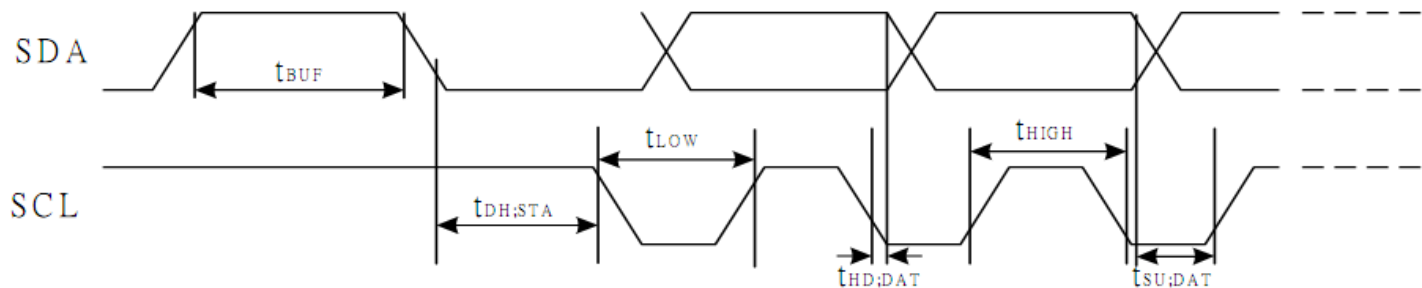 SDA
tBUF
tLOW
tHIGH
SCL
tDH;STA
tHD;DAT
tSU;DAT